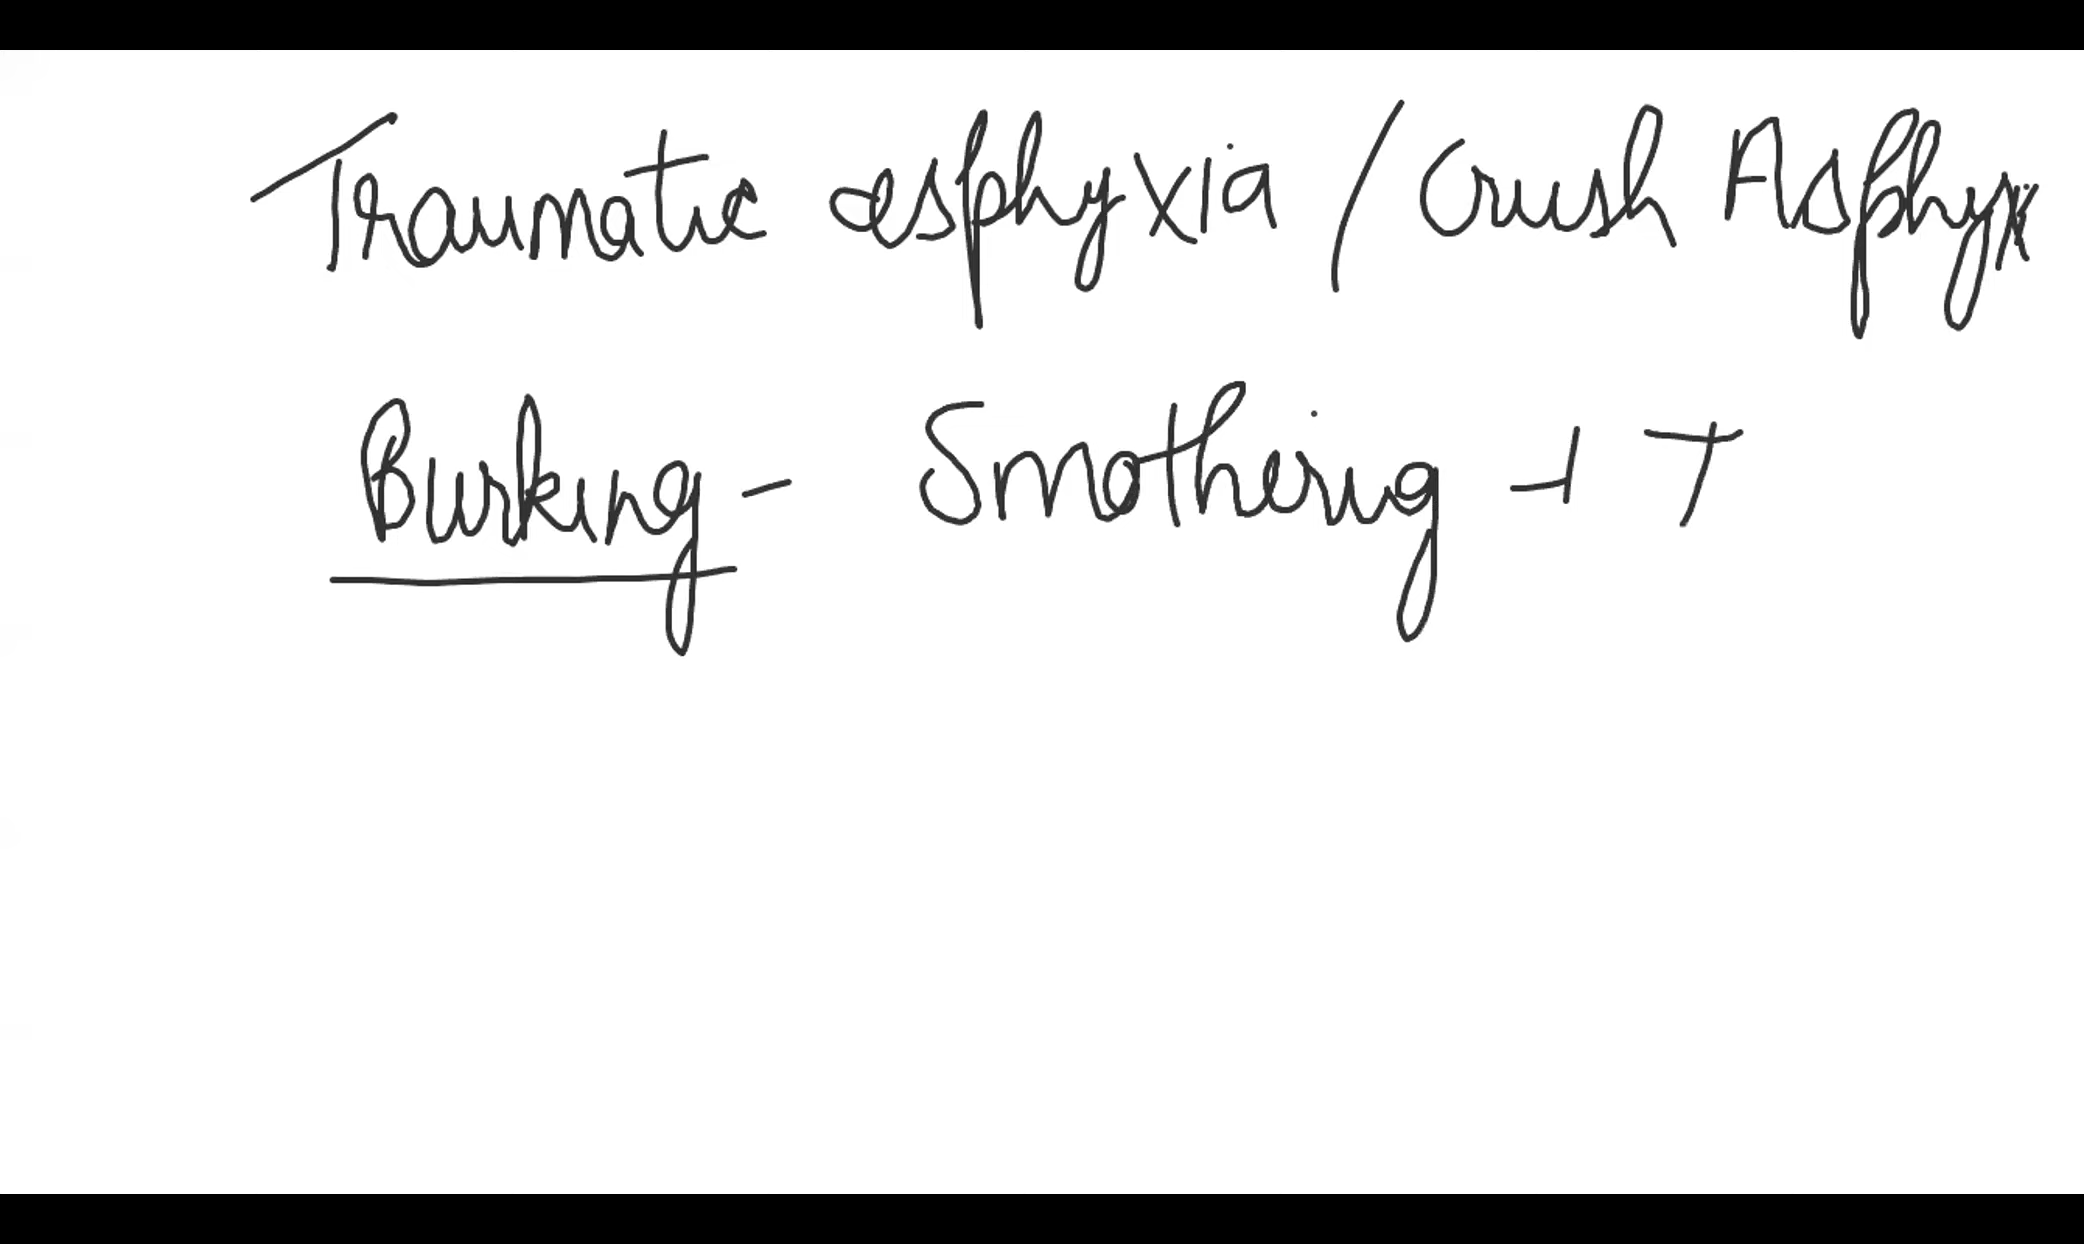 Traumatic asphyxia / Crush Asphyx
Burking - Smothering + T